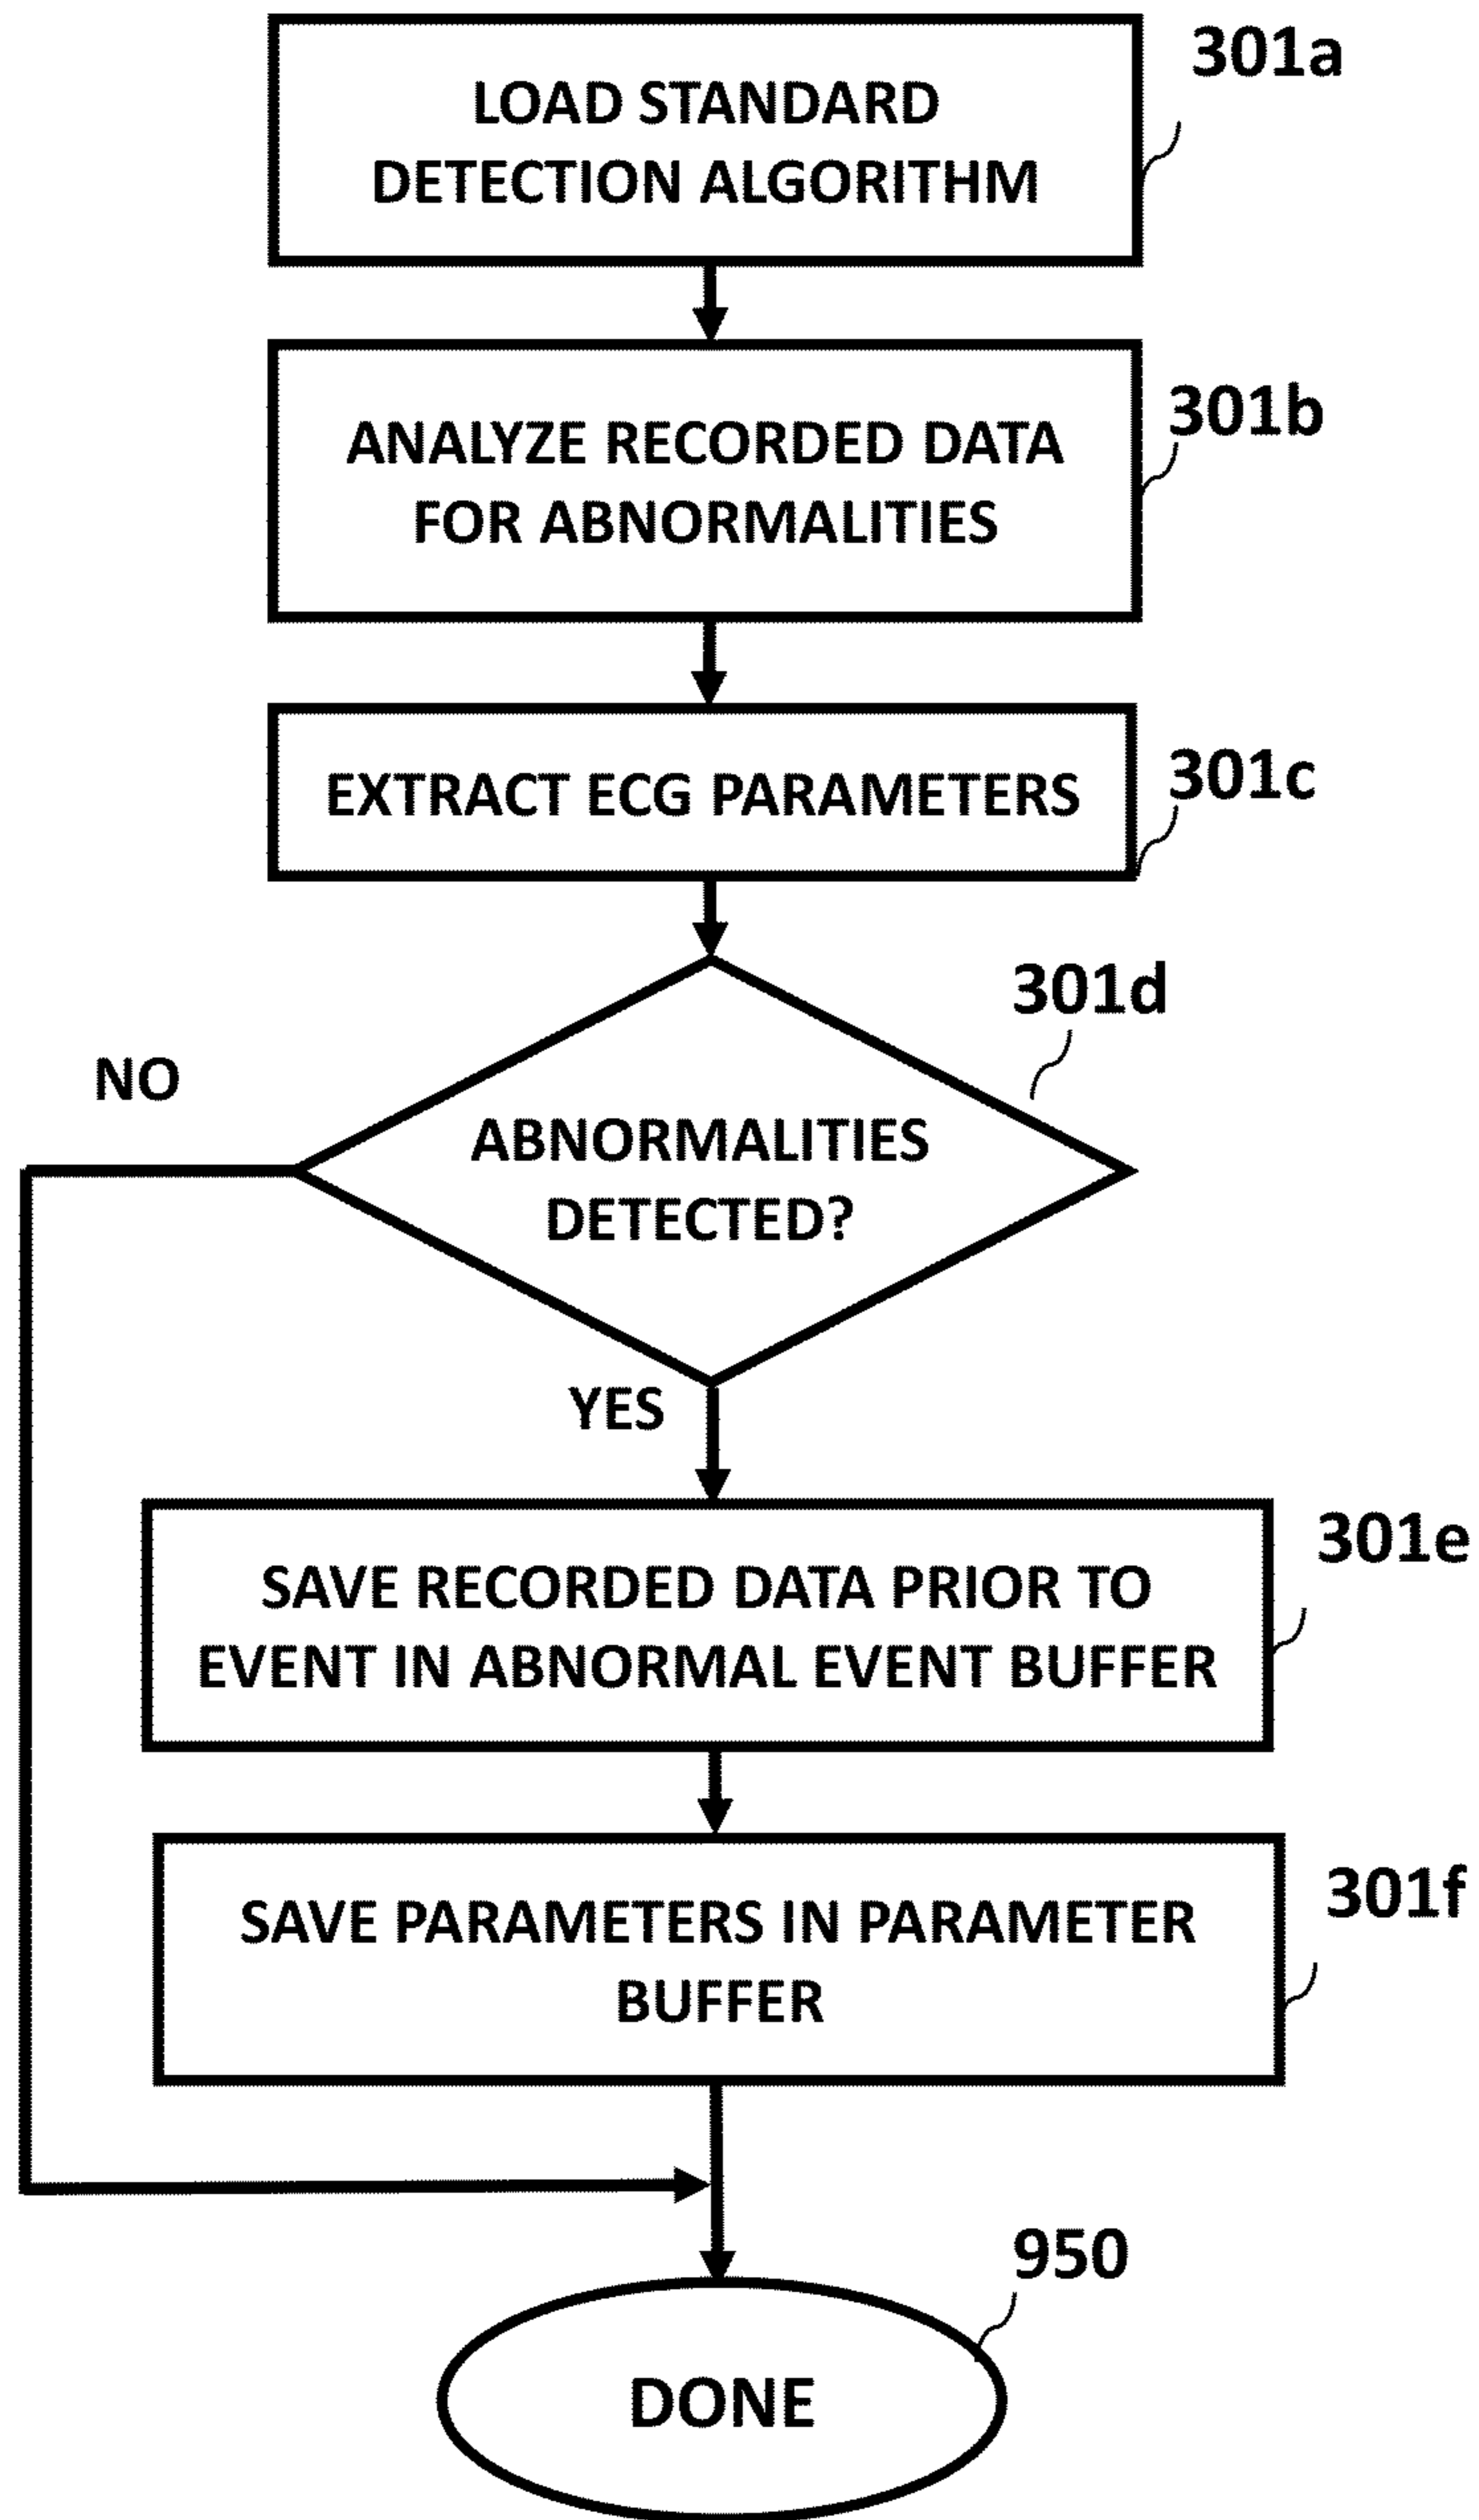 301a
LOAD STANDARD
DETECTION ALGORITHM
301b
ANALYZE RECORDED DATA
FOR ABNORMALITIES
301c
EXTRACT ECG PARAMETERS
301d
NO
ABNORMALITIES
DETECTED?
YES
301e
SAVE RECORDED DATA PRIOR TO
EVENT IN ABNORMAL EVENT BUFFER
301f
SAVE PARAMETERS IN PARAMETER
BUFFER
950
DONE